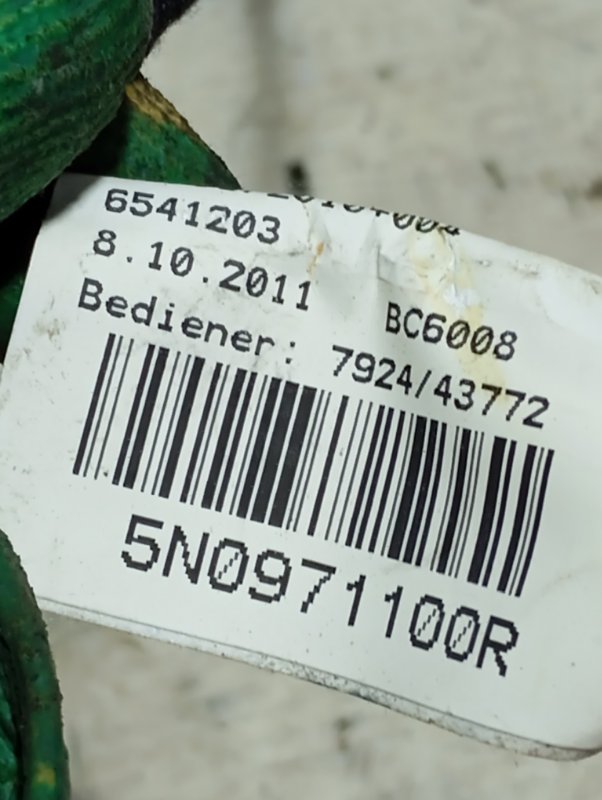 6541203
8.10.2011 BC6008
Bediener: 7924/43772
5N0971100R